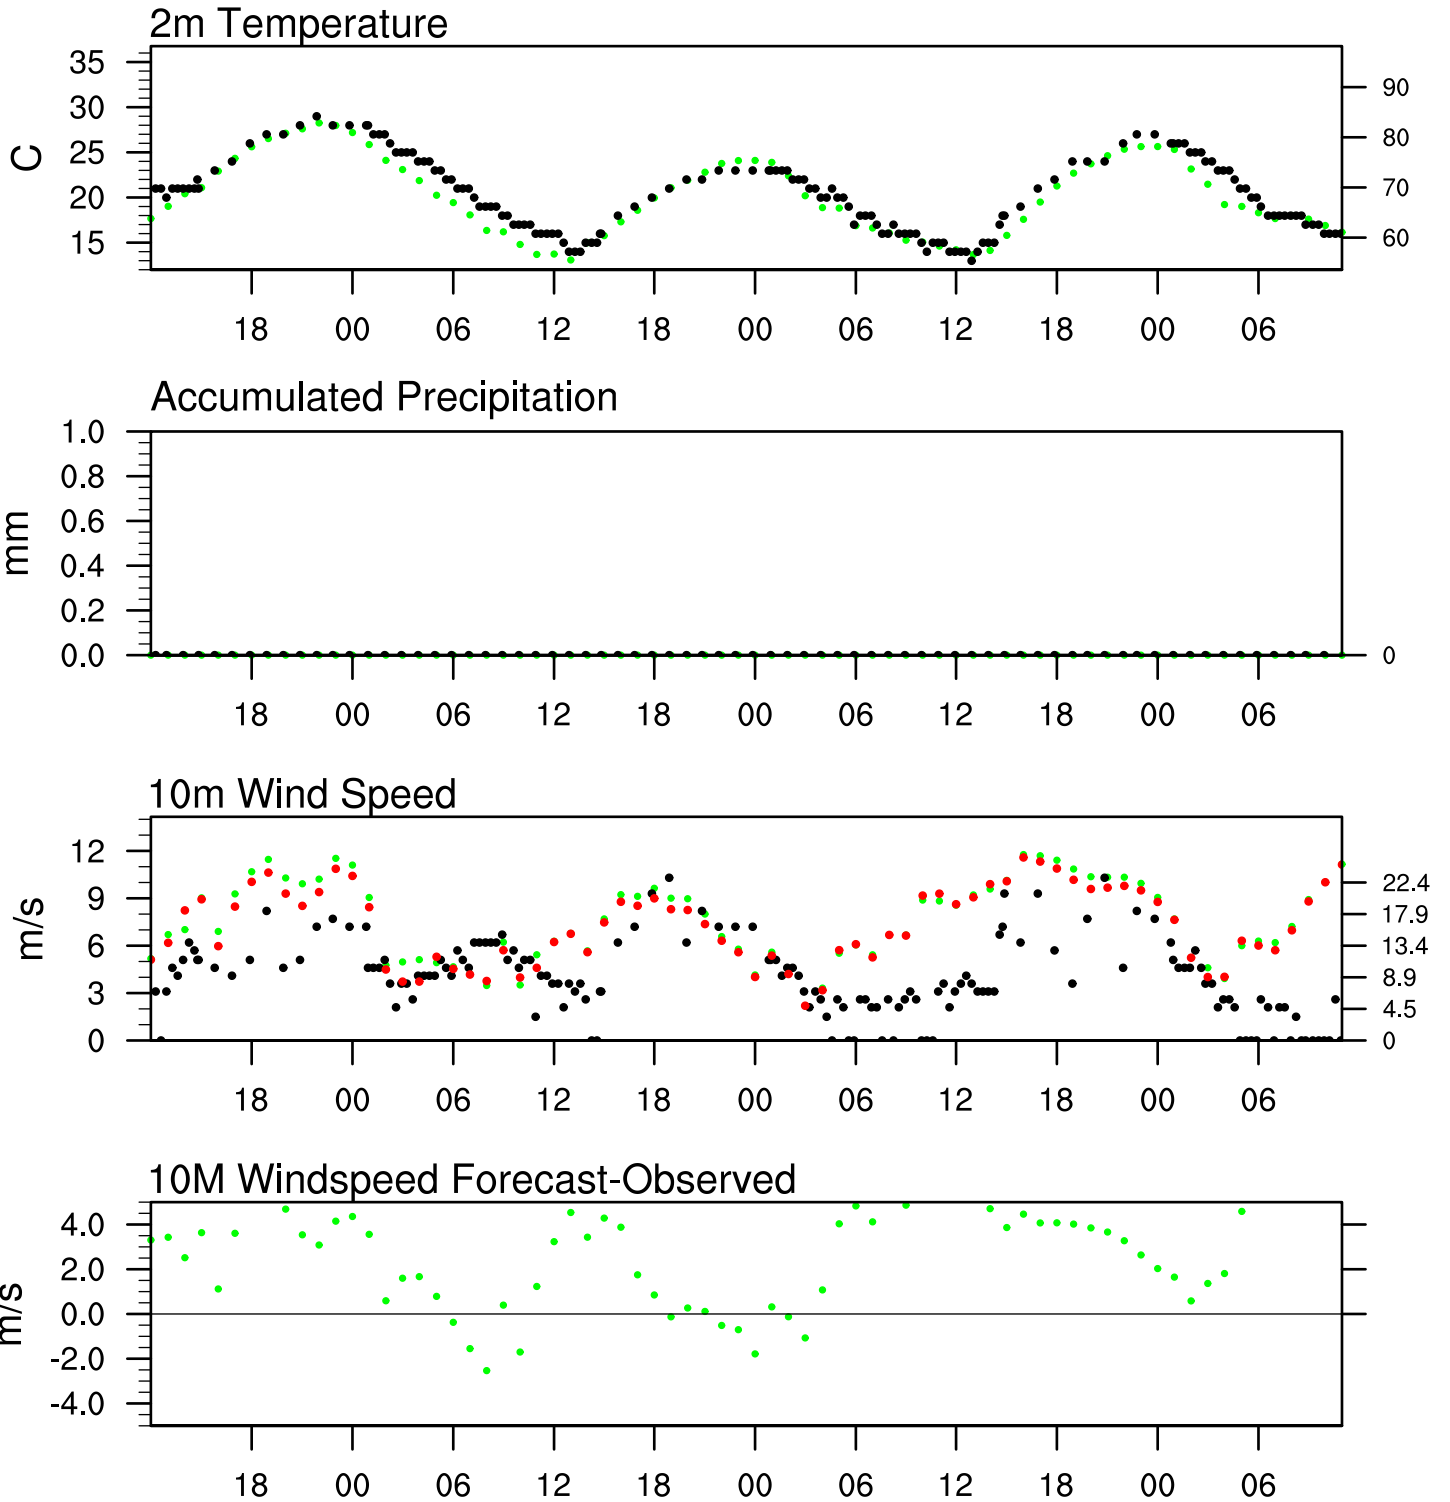 2m Temperature
35
30
25
20
15
C
90
80
70
60
18 00 06 12 18 00 06 12 18 00 06
Accumulated Precipitation
1.0
0.8
0.6
0.4
0.2
0.0
mm
0
18 00 06 12 18 00 06 12 18 00 06
10m Wind Speed
12
9
6
3
0
m/s
22.4
17.9
13.4
8.9
4.5
0
18 00 06 12 18 00 06 12 18 00 06
10M Windspeed Forecast-Observed
4.0
2.0
0.0
-2.0
-4.0
m/s
18 00 06 12 18 00 06 12 18 00 06